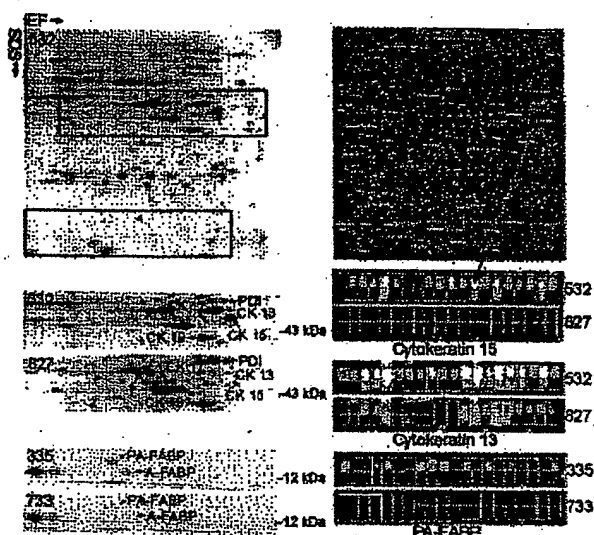 IEF→
←SDS
532
532
PDI
CK 13
CK 15
-43 kDa
827
PDI
CK 13
CK 15
-43 kDa
335
PA-FABP
A-FABP
-12 kDa
733
PA-FABP
A-FABP
-12 kDa
532
827
Cytokeratin 15
532
827
Cytokeratin 13
335
733
PA-FABP